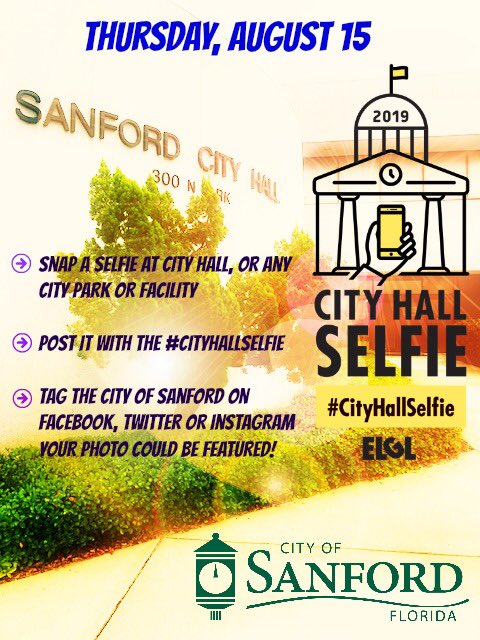 THURSDAY, AUGUST 15
SANFORD CITY HALL
300 N
2019
SNAP A SELFIE AT CITY HALL, OR ANY
CITY PARK OR FACILITY
POST IT WITH THE #CITYHALLSELFIE
TAG THE CITY OF SANFORD ON
FACEBOOK, TWITTER OR INSTAGRAM
YOUR PHOTO COULD BE FEATURED!
CITY HALL
SELFIE
#CityHallSelfie
ELGL
CITY OF
SANFORD
FLORIDA